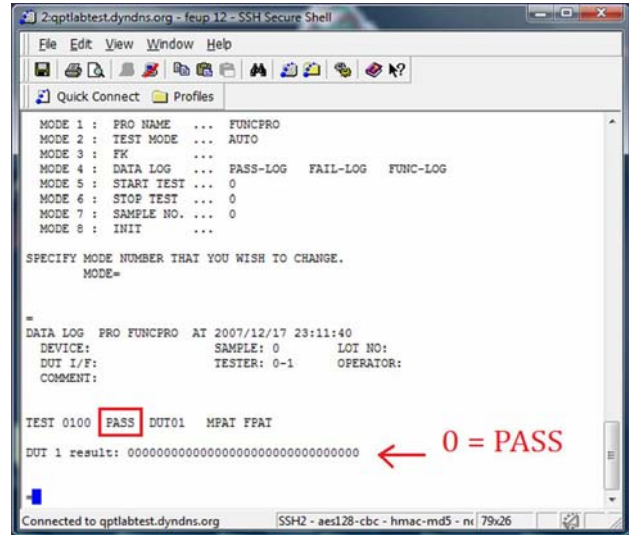 2:qptlabtest.dyndns.org - feup 12 - SSH Secure Shell
File Edit View Window Help
Quick Connect Profiles
MODE 1 : PRO NAME ... FUNCPRO
MODE 2 : TEST MODE ... AUTO
MODE 3 : FK ...
MODE 4 : DATA LOG ... PASS-LOG FAIL-LOG FUNC-LOG
MODE 5 : START TEST ... 0
MODE 6 : STOP TEST ... 0
MODE 7 : SAMPLE NO. ... 0
MODE 8 : INIT ...
SPECIFY MODE NUMBER THAT YOU WISH TO CHANGE.
MODE=
=
DATA LOG PRO FUNCPRO AT 2007/12/17 23:11:40
DEVICE: SAMPLE: 0 LOT NO:
DUT I/F: TESTER: 0-1 OPERATOR:
COMMENT:
TEST 0100 PASS DUT01 MPAT FPAT
DUT 1 result: 00000000000000000000000000000000
0 = PASS
=
Connected to qptlabtest.dyndns.org SSH2 - aes128-cbc - hmac-md5 - n 79x26